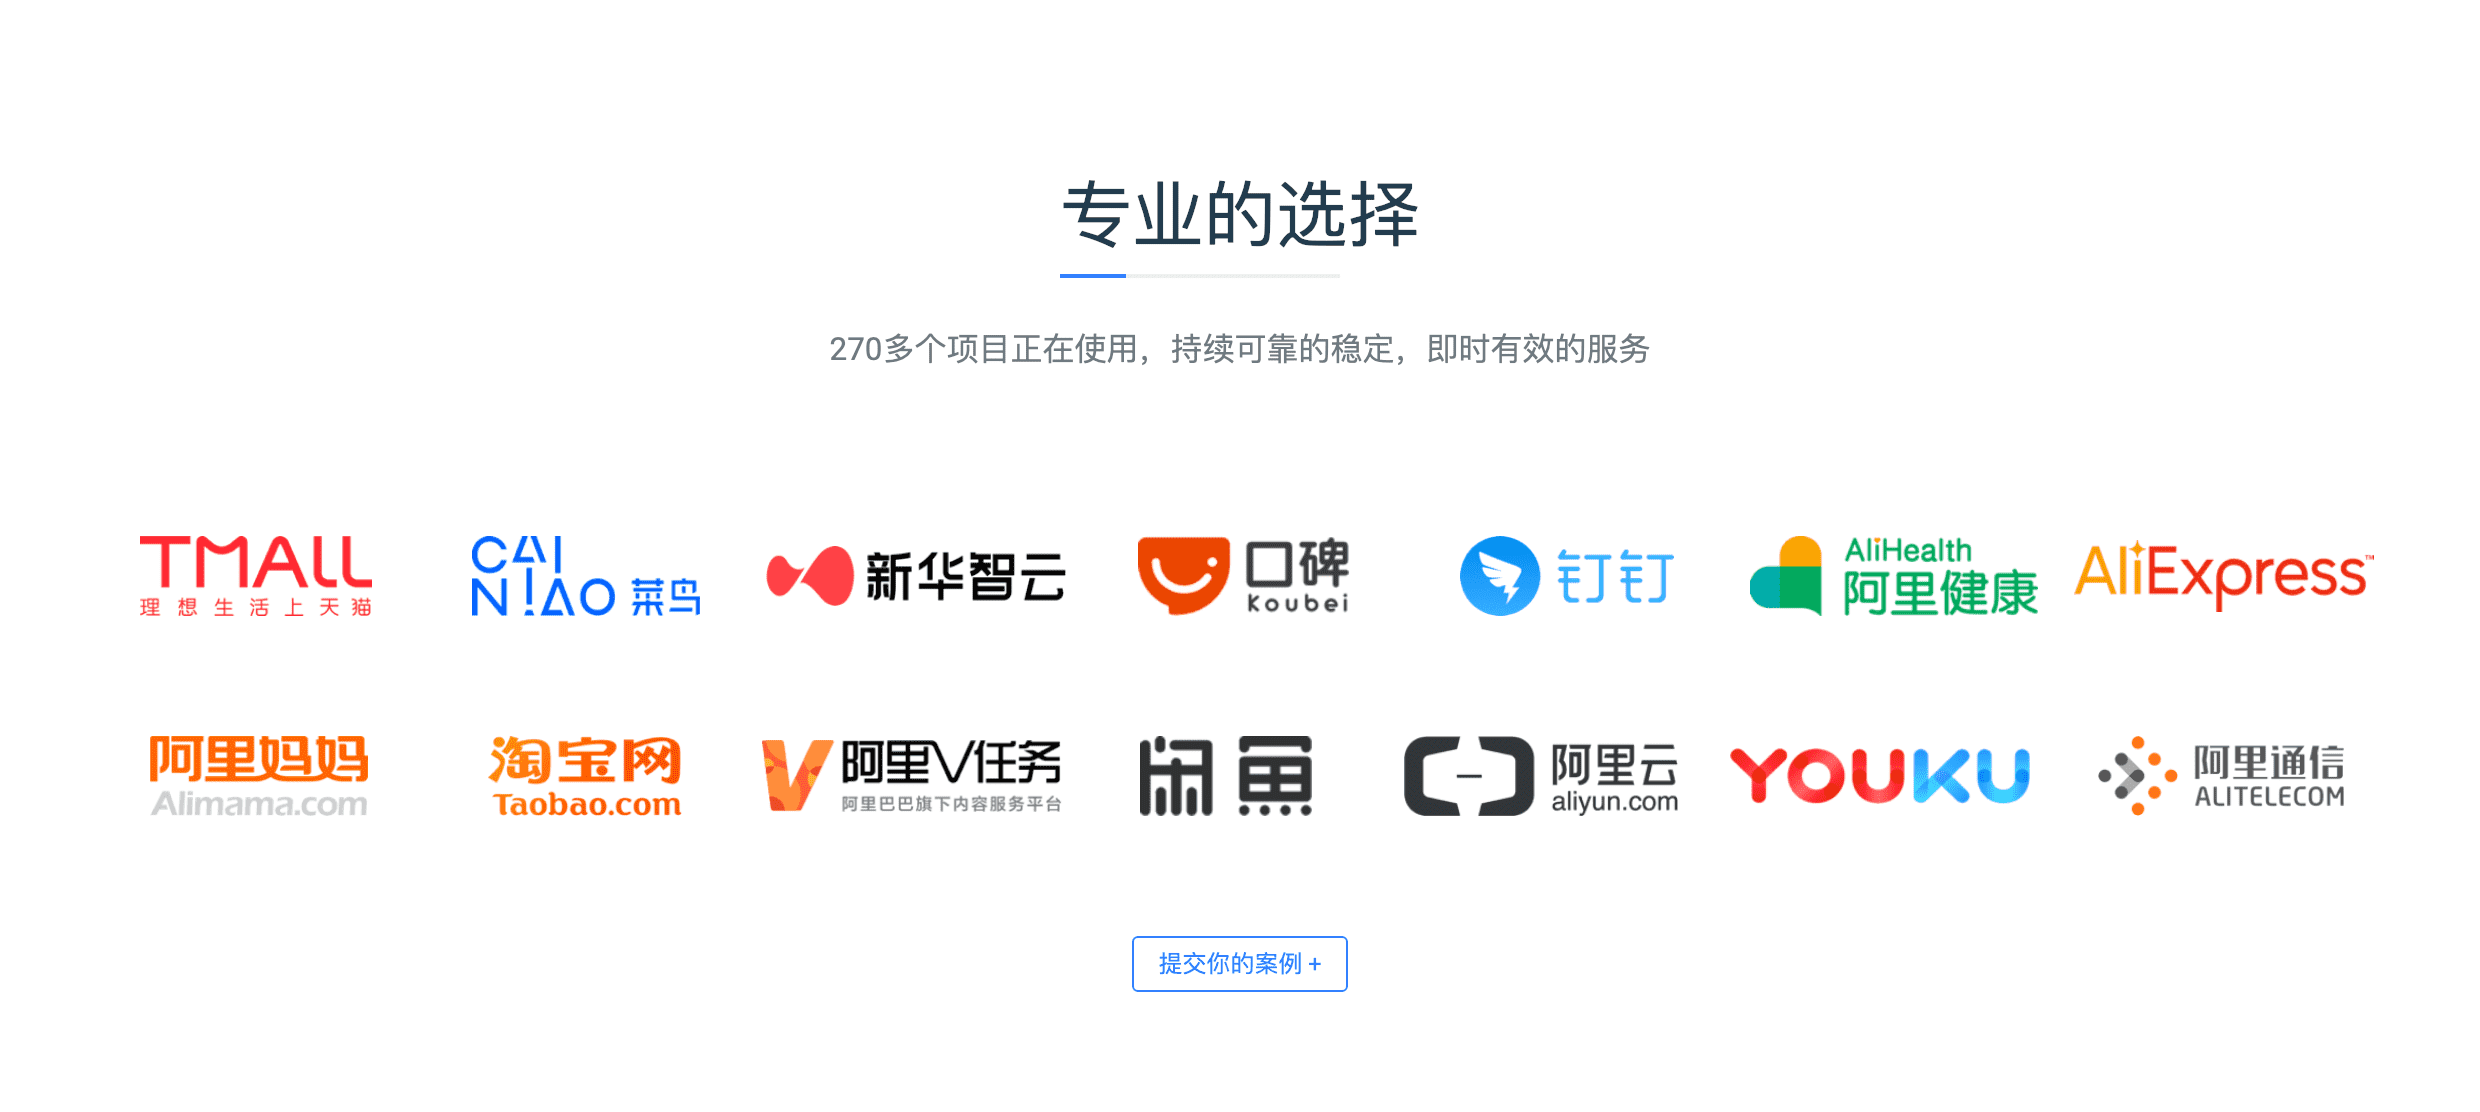 专业的选择
270多个项目正在使用，持续可靠的稳定，即时有效的服务
TMALL
理想生活上天猫
CAI
NIAO 菜鸟
新华智云
口碑
Koubei
钉钉
AliHealth
阿里健康
AliExpress™
阿里妈妈
Alimama.com
淘宝网
Taobao.com
阿里V任务
阿里巴巴旗下内容服务平台
闲鱼
阿里云
aliyun.com
YOUKU
阿里通信
ALITELECOM
提交你的案例 +